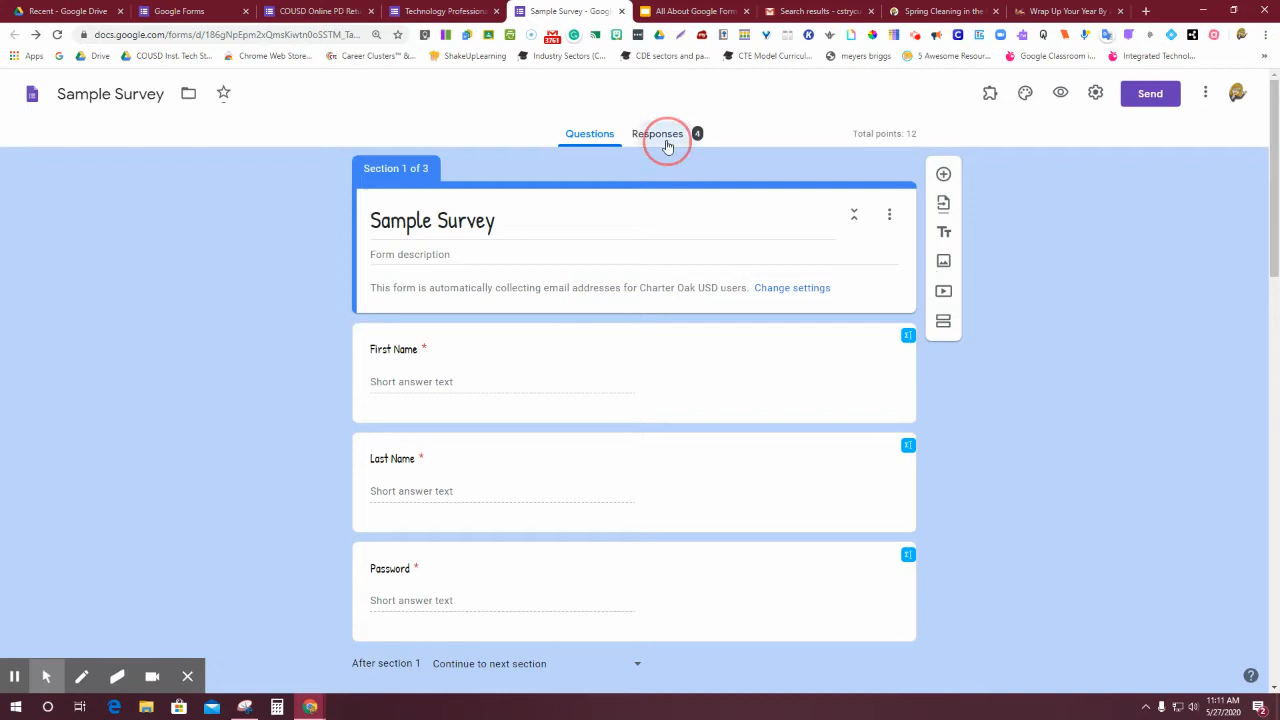 Recent - Google Drive
Google Forms
COUSD Online PD Retu
Technology Professiona
Sample Survey - Goog
All About Google Form
Search results - cstryc
Spring Cleaning in the
Wrap Up Your Year By
docs.google.com/forms/d/186gNpEpm2xQmsKiwtn0oSSTM_Ta...
3761
Apps
Drive
COUSD Inst. Tech St...
Chrome Web Store...
Career Clusters™ &...
ShakeUpLearning
Industry Sectors (C...
CDE sectors and pa...
CTE Model Curricul...
meyers briggs
5 Awesome Resour...
Google Classroom i...
Integrated Technol...
Sample Survey
Send
Questions
Responses
4
Total points: 12
Section 1 of 3
Sample Survey
Form description
This form is automatically collecting email addresses for Charter Oak USD users. Change settings
First Name *
Short answer text
Last Name *
Short answer text
Password *
Short answer text
After section 1 Continue to next section
11:11 AM
5/27/2020
2